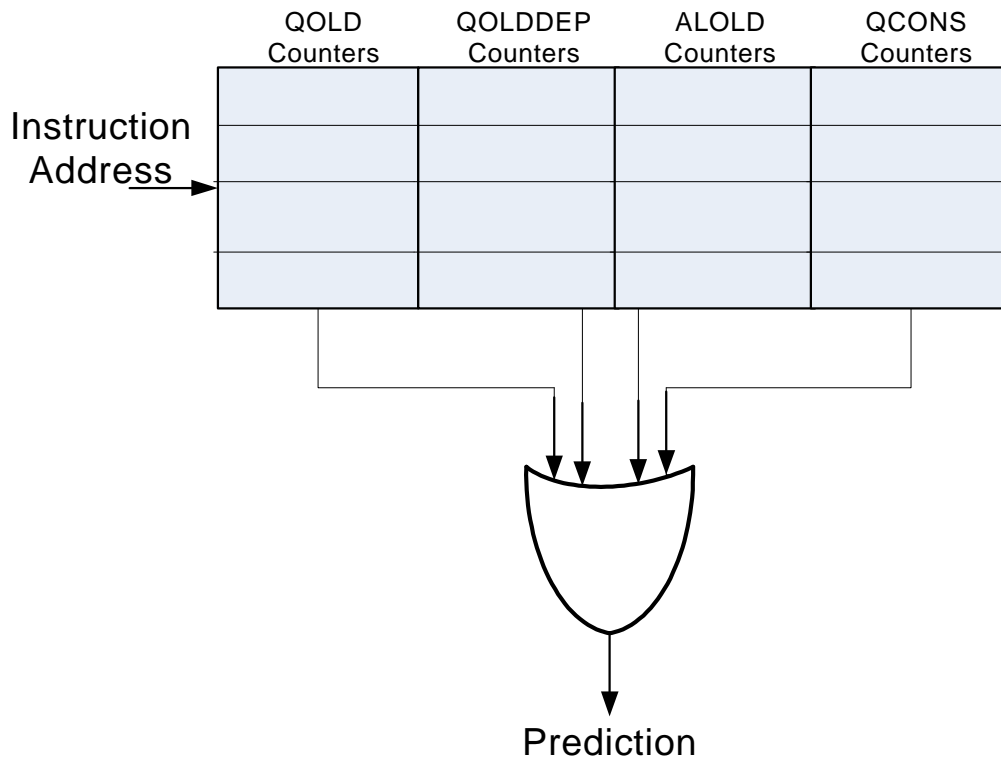 QOLD
Counters
QOLDDEP
Counters
ALOLD
Counters
QCONS
Counters
Instruction
Address
Prediction